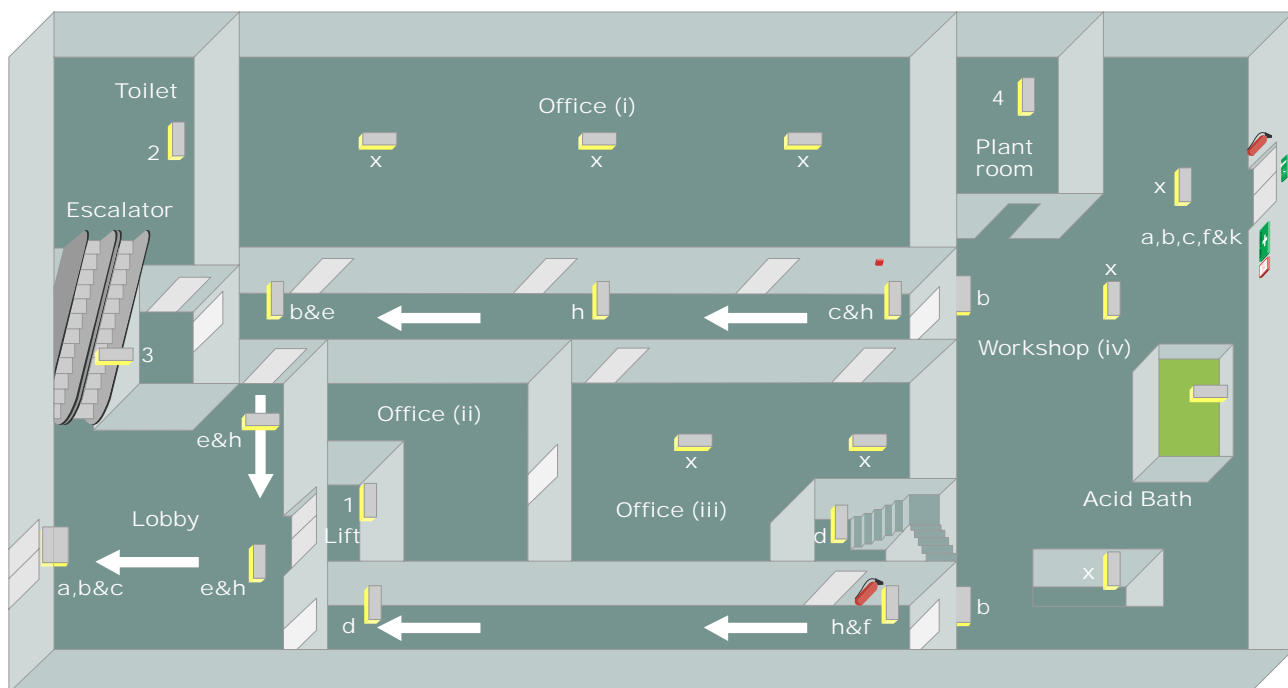 Toilet
Office (i)
4
2
Plant
room
x
x
x
x
Escalator
a,b,c,f&k
x
b&e
h
c&h
b
3
Workshop (iv)
Office (ii)
e&h
x
x
1
Acid Bath
Lobby
Office (iii)
Lift
d
x
a,b&c
e&h
d
h&f
b